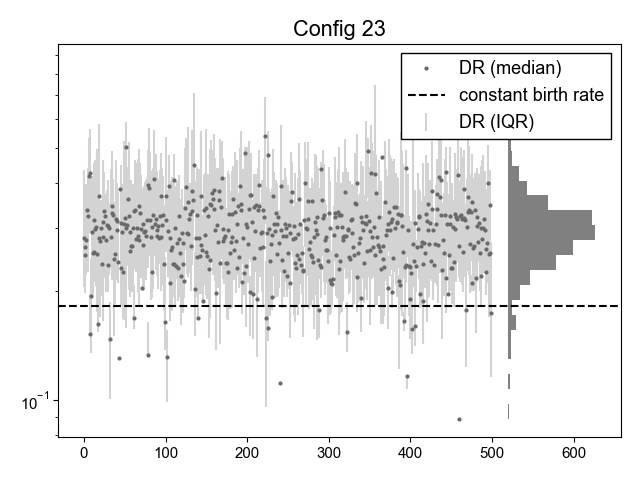 Config 23
DR (median)
constant birth rate
DR (IQR)
10⁻¹
0 100 200 300 400 500 600